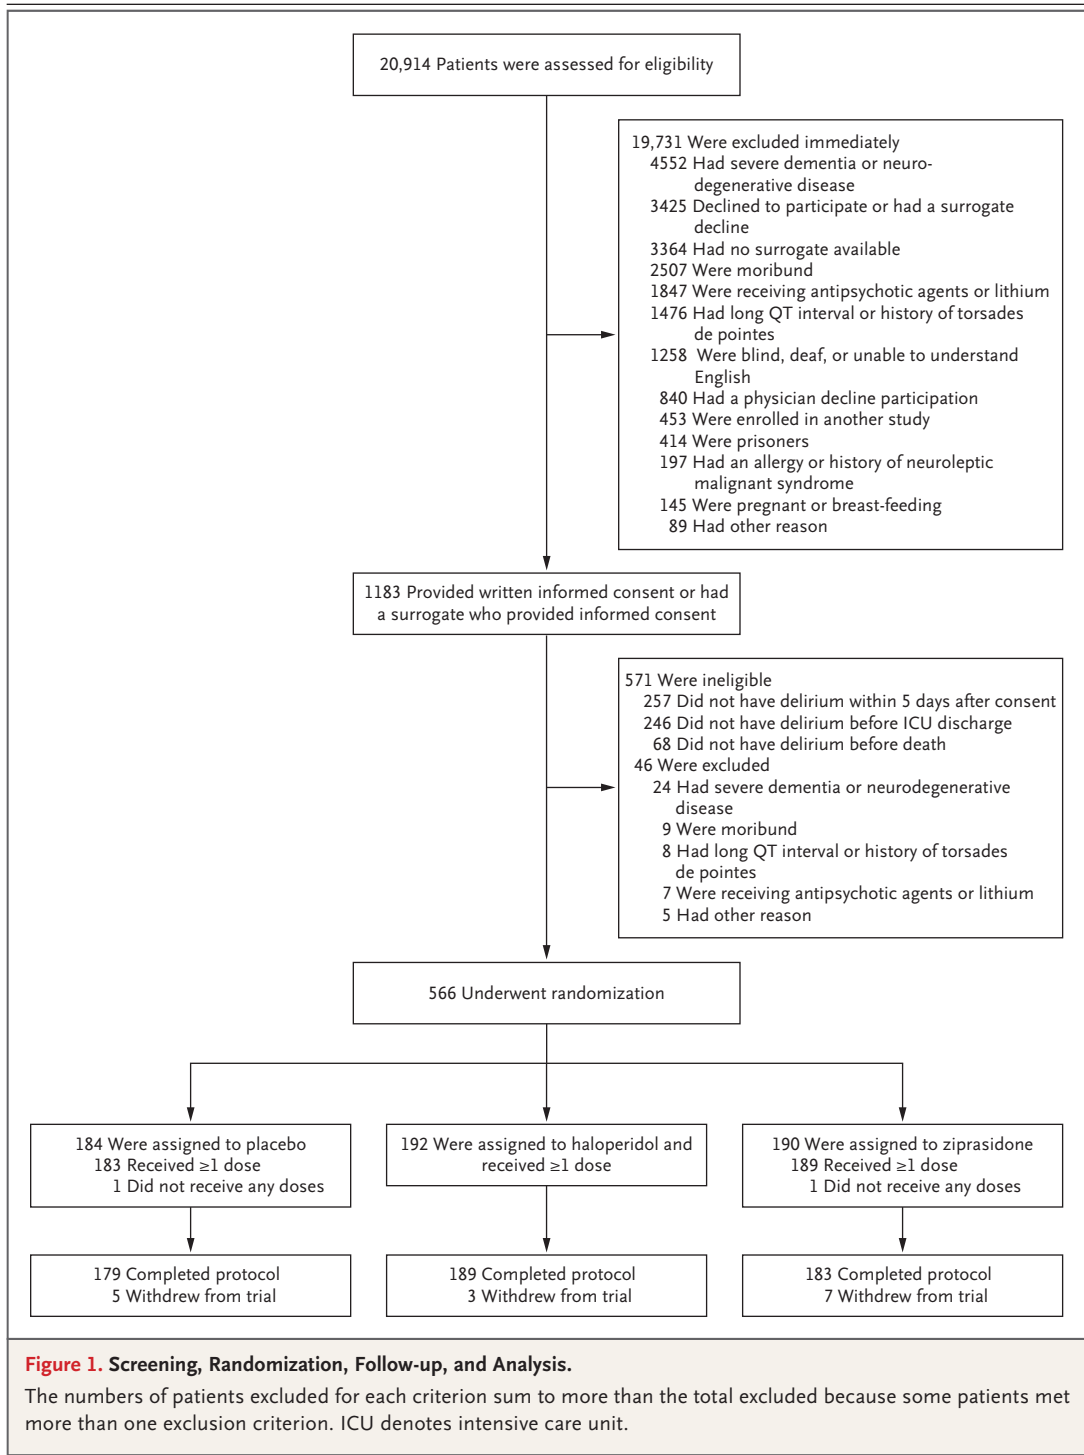 20,914 Patients were assessed for eligibility
19,731 Were excluded immediately
4552 Had severe dementia or neuro-
degenerative disease
3425 Declined to participate or had a surrogate
decline
3364 Had no surrogate available
2507 Were moribund
1847 Were receiving antipsychotic agents or lithium
1476 Had long QT interval or history of torsades
de pointes
1258 Were blind, deaf, or unable to understand
English
840 Had a physician decline participation
453 Were enrolled in another study
414 Were prisoners
197 Had an allergy or history of neuroleptic
malignant syndrome
145 Were pregnant or breast-feeding
89 Had other reason
1183 Provided written informed consent or had
a surrogate who provided informed consent
571 Were ineligible
257 Did not have delirium within 5 days after consent
246 Did not have delirium before ICU discharge
68 Did not have delirium before death
46 Were excluded
24 Had severe dementia or neurodegenerative
disease
9 Were moribund
8 Had long QT interval or history of torsades
de pointes
7 Were receiving antipsychotic agents or lithium
5 Had other reason
566 Underwent randomization
184 Were assigned to placebo
183 Received ≥1 dose
1 Did not receive any doses
192 Were assigned to haloperidol and
received ≥1 dose
190 Were assigned to ziprasidone
189 Received ≥1 dose
1 Did not receive any doses
179 Completed protocol
5 Withdrew from trial
189 Completed protocol
3 Withdrew from trial
183 Completed protocol
7 Withdrew from trial
Figure 1. Screening, Randomization, Follow-up, and Analysis.
The numbers of patients excluded for each criterion sum to more than the total excluded because some patients met
more than one exclusion criterion. ICU denotes intensive care unit.